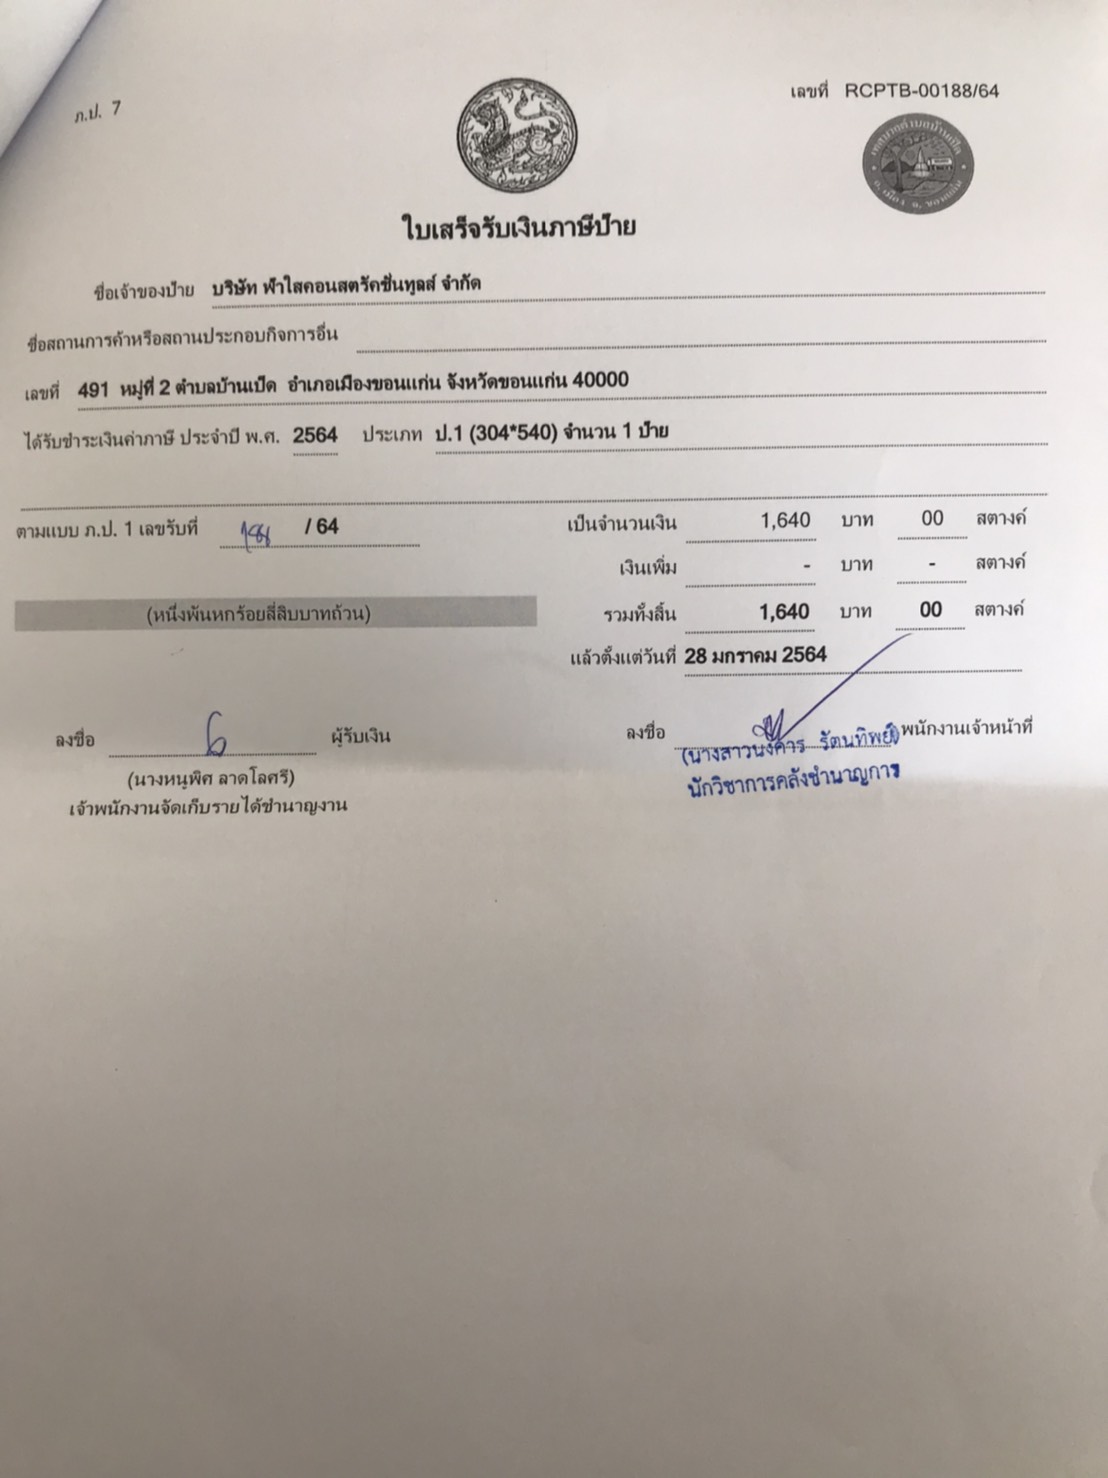 ภ.ป. 7
เลขที่ RCPTB-00188/64
ใบเสร็จรับเงินภาษีป้าย
ชื่อเจ้าของป้าย บริษัท ฟ้าใสคอนสตรัคชั่นทูลส์ จำกัด
ชื่อสถานการค้าหรือสถานประกอบกิจการอื่น
เลขที่ 491 หมู่ที่ 2 ตำบลบ้านเป็ด อำเภอเมืองขอนแก่น จังหวัดขอนแก่น 40000
ได้รับชำระเงินค่าภาษี ประจำปี พ.ศ. 2564 ประเภท ป.1 (304*540) จำนวน 1 ป้าย
ตามแบบ ภ.ป. 1 เลขรับที่ / 64 เป็นจำนวนเงิน 1,640 บาท 00 สตางค์
เงินเพิ่ม - บาท - สตางค์
(หนึ่งพันหกร้อยสี่สิบบาทถ้วน) รวมทั้งสิ้น 1,640 บาท 00 สตางค์
แล้วตั้งแต่วันที่ 28 มกราคม 2564
ลงชื่อ ผู้รับเงิน
(นางหนูพิศ ลาดโลศรี)
เจ้าพนักงานจัดเก็บรายได้ชำนาญงาน
ลงชื่อ พนักงานเจ้าหน้าที่
(นางสาวนงคาร รัตนทิพย์)
นักวิชาการคลังชำนาญการ